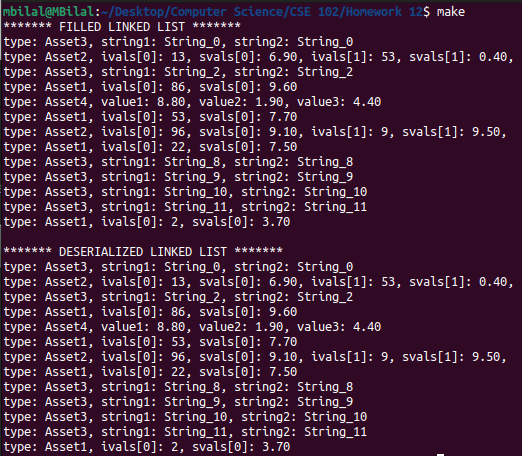 mbilal@MBilal:~/Desktop/Computer Science/CSE 102/Homework 12$ make
******* FILLED LINKED LIST *******
type: Asset3, string1: String_0, string2: String_0
type: Asset2, ivals[0]: 13, svals[0]: 6.90, ivals[1]: 53, svals[1]: 0.40,
type: Asset3, string1: String_2, string2: String_2
type: Asset1, ivals[0]: 86, svals[0]: 9.60
type: Asset4, value1: 8.80, value2: 1.90, value3: 4.40
type: Asset1, ivals[0]: 53, svals[0]: 7.70
type: Asset2, ivals[0]: 96, svals[0]: 9.10, ivals[1]: 9, svals[1]: 9.50,
type: Asset1, ivals[0]: 22, svals[0]: 7.50
type: Asset3, string1: String_8, string2: String_8
type: Asset3, string1: String_9, string2: String_9
type: Asset3, string1: String_10, string2: String_10
type: Asset3, string1: String_11, string2: String_11
type: Asset1, ivals[0]: 2, svals[0]: 3.70
******* DESERIALIZED LINKED LIST *******
type: Asset3, string1: String_0, string2: String_0
type: Asset2, ivals[0]: 13, svals[0]: 6.90, ivals[1]: 53, svals[1]: 0.40,
type: Asset3, string1: String_2, string2: String_2
type: Asset1, ivals[0]: 86, svals[0]: 9.60
type: Asset4, value1: 8.80, value2: 1.90, value3: 4.40
type: Asset1, ivals[0]: 53, svals[0]: 7.70
type: Asset2, ivals[0]: 96, svals[0]: 9.10, ivals[1]: 9, svals[1]: 9.50,
type: Asset1, ivals[0]: 22, svals[0]: 7.50
type: Asset3, string1: String_8, string2: String_8
type: Asset3, string1: String_9, string2: String_9
type: Asset3, string1: String_10, string2: String_10
type: Asset3, string1: String_11, string2: String_11
type: Asset1, ivals[0]: 2, svals[0]: 3.70